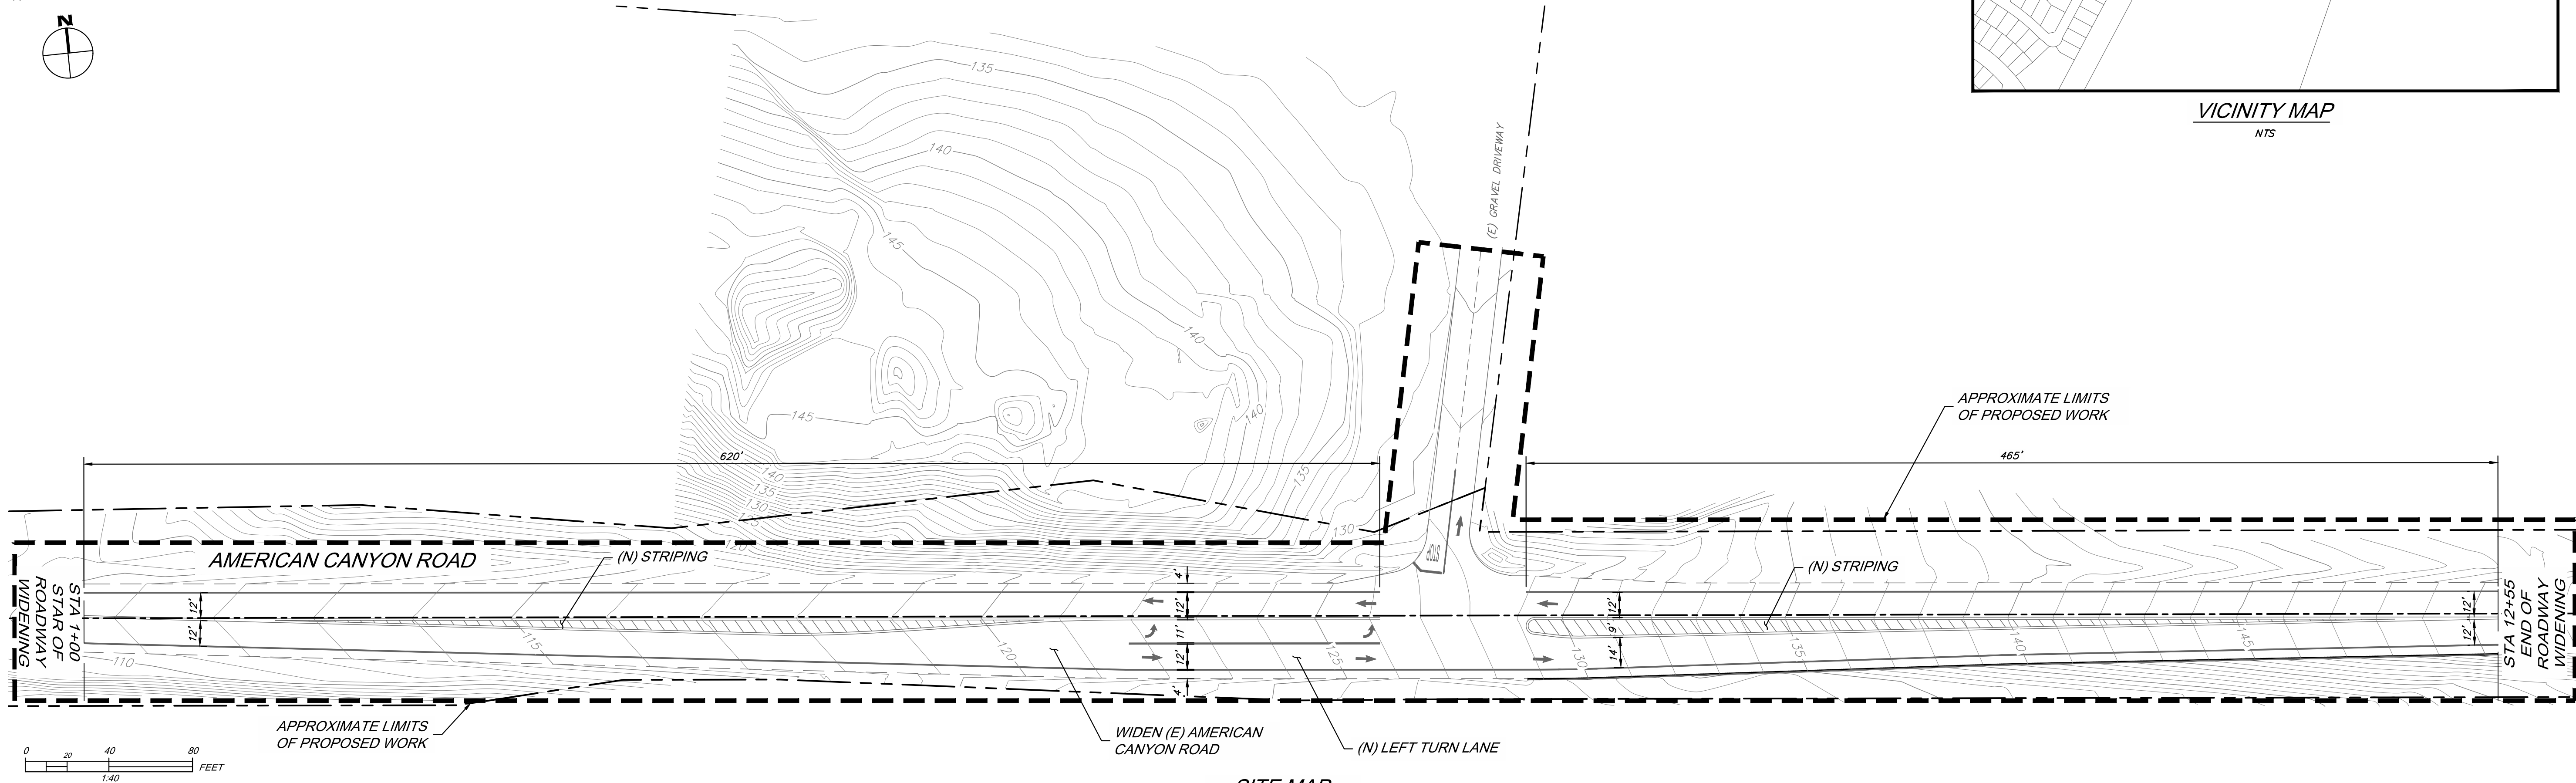 N
135
140
145
140
145
140
135
140
135
130
125
120
130
(E) GRAVEL DRIVEWAY
VICINITY MAP
NTS
APPROXIMATE LIMITS
OF PROPOSED WORK
620'
465'
AMERICAN CANYON ROAD
(N) STRIPING
STOP
(N) STRIPING
STA 1+00
STAR OF
ROADWAY
WIDENING
12'
12'
4'
12'
11'
12'
4'
12'
9'
14'
12'
12'
STA 12+55
END OF
ROADWAY
WIDENING
110
115
120
125
130
135
140
145
APPROXIMATE LIMITS
OF PROPOSED WORK
WIDEN (E) AMERICAN
CANYON ROAD
(N) LEFT TURN LANE
0 20 40 80
FEET
1:40
SITE MAP